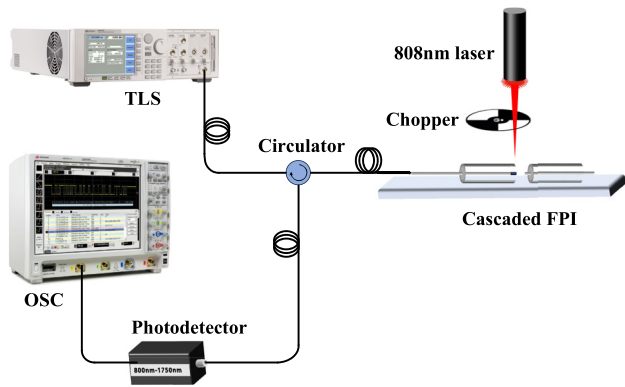 808nm laser
TLS
Chopper
Circulator
Cascaded FPI
OSC
Photodetector
800nm-1750nm